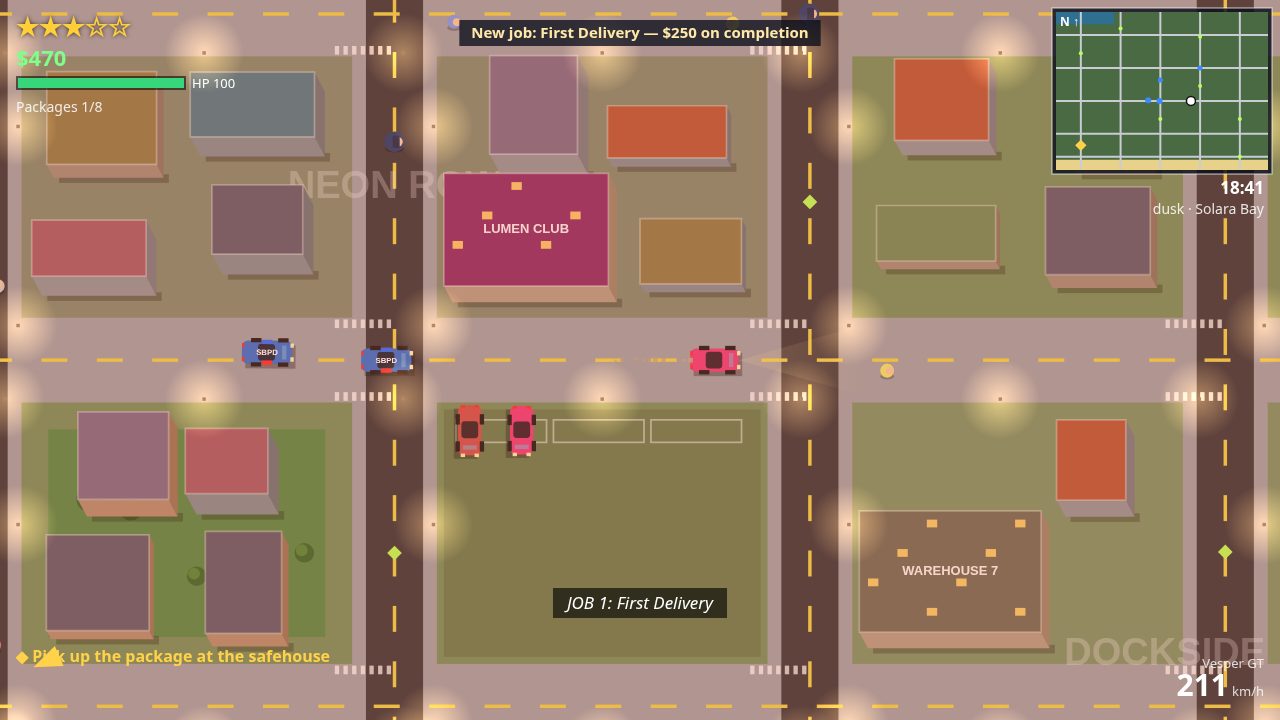 New job: First Delivery — $250 on completion
N ↑
$470
HP 100
Packages 1/8
NEON ROW
18:41
dusk · Solara Bay
LUMEN CLUB
SBPD
SBPD
WAREHOUSE 7
JOB 1: First Delivery
◆ Pick up the package at the safehouse
DOCKSIDE
Vesper GT
211 km/h